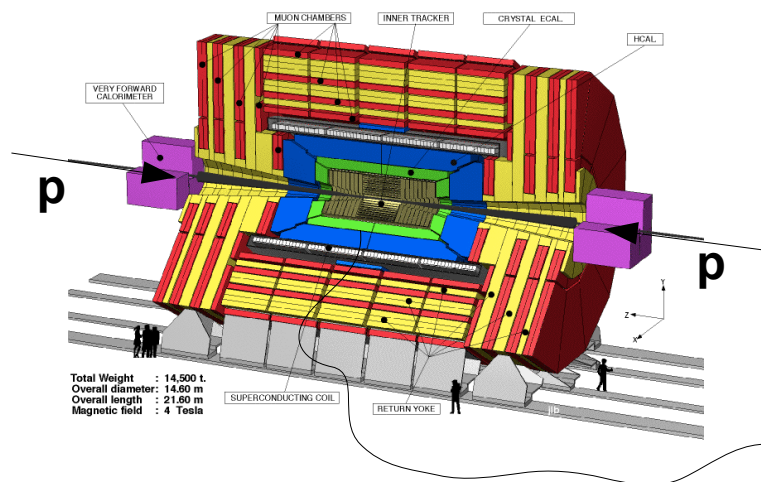 MUON CHAMBERS
INNER TRACKER
CRYSTAL ECAL
HCAL
VERY FORWARD
CALORIMETER
p
p
Y
Z
X
Total Weight : 14,500 t.
Overall diameter: 14.60 m
Overall length : 21.60 m
Magnetic field : 4 Tesla
SUPERCONDUCTING COIL
RETURN YOKE
jlb